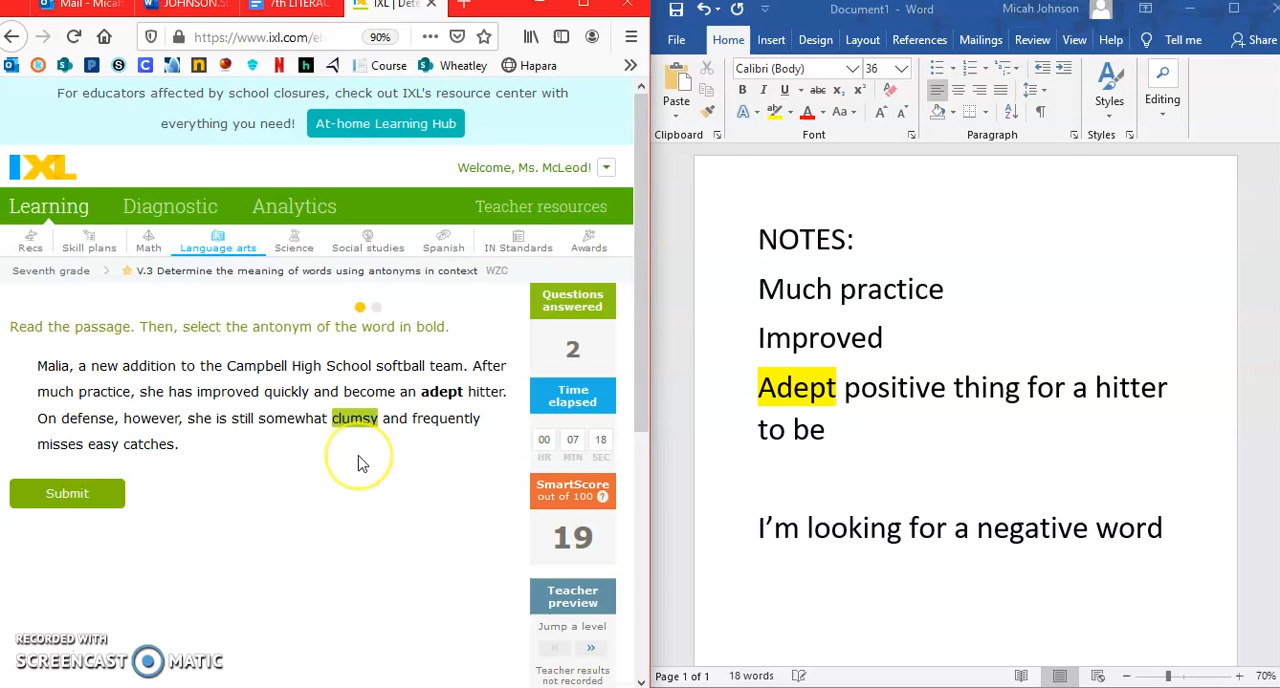 Mail - Micah
JOHNSON.S
7th LITERAC
IXL | Dete
https://www.ixl.com/el
90%
Course
Wheatley
Hapara
For educators affected by school closures, check out IXL's resource center with
everything you need!
At-home Learning Hub
IXL
Welcome, Ms. McLeod!
Learning
Diagnostic
Analytics
Teacher resources
Recs
Skill plans
Math
Language arts
Science
Social studies
Spanish
IN Standards
Awards
Seventh grade
V.3 Determine the meaning of words using antonyms in context
WZC
Read the passage. Then, select the antonym of the word in bold.
Malia, a new addition to the Campbell High School softball team. After
much practice, she has improved quickly and become an adept hitter.
On defense, however, she is still somewhat clumsy and frequently
misses easy catches.
Submit
Questions
answered
2
Time
elapsed
00 07 18
HR MIN SEC
SmartScore
out of 100 ?
19
Teacher
preview
Jump a level
Teacher results
not recorded
RECORDED WITH
SCREENCAST MATIC
Document1 - Word
Micah Johnson
File
Home
Insert
Design
Layout
References
Mailings
Review
View
Help
Tell me
Share
Paste
Clipboard
Calibri (Body)
36
B I U abc x₂ x²
Aa
Font
Paragraph
Styles
Styles
Editing
NOTES:
Much practice
Improved
Adept positive thing for a hitter
to be
I'm looking for a negative word
Page 1 of 1
18 words
70%